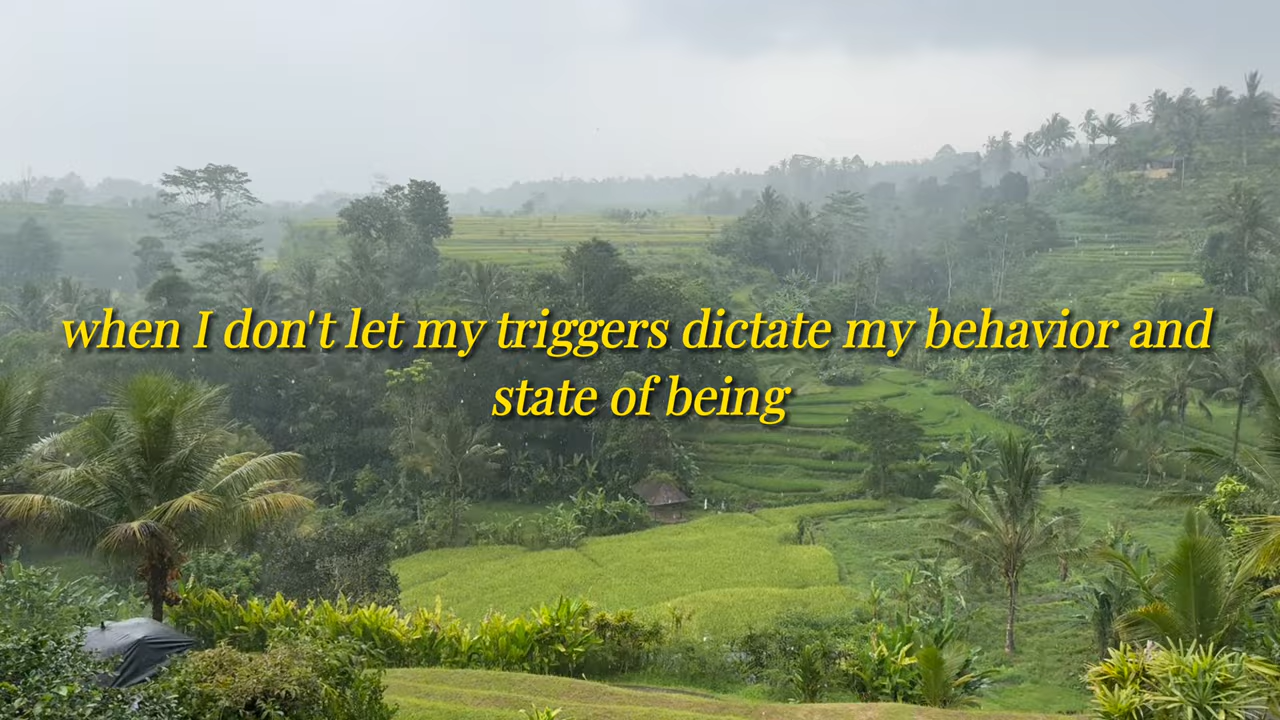 when I don't let my triggers dictate my behavior and
state of being